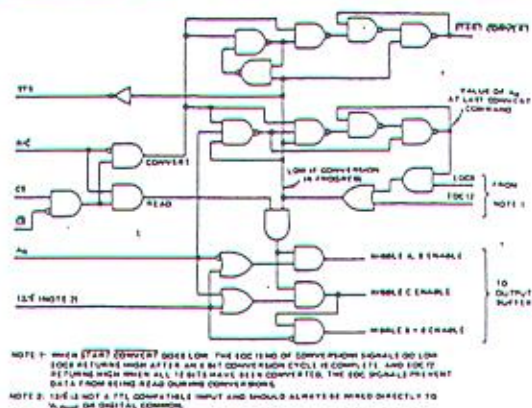 START CONVERT
STS
VALUE OF A₀
AT LAST CONVERT
COMMAND
R/C̅
CONVERT
LOW IF CONVERSION
IN PROGRESS
EOC8
FROM
NOTE 1
EOC12
CE
READ
C̅S̅
A₀
NIBBLE A, B ENABLE
TO
OUTPUT
BUFFER
NIBBLE C ENABLE
12/8̅ (NOTE 2)
NIBBLE B = 0 ENABLE
NOTE 1: WHEN START CONVERT GOES LOW, THE EOC (END OF CONVERSION) SIGNALS GO LOW.
EOC8 RETURNS HIGH AFTER AN 8 BIT CONVERSION CYCLE IS COMPLETE, AND EOC12
RETURNS HIGH WHEN ALL 12 BITS HAVE BEEN CONVERTED. THE EOC SIGNALS PREVENT
DATA FROM BEING READ DURING CONVERSIONS.
NOTE 2: 12/8̅ IS NOT A TTL COMPATIBLE INPUT AND SHOULD ALWAYS BE WIRED DIRECTLY TO
OR DIGITAL COMMON.